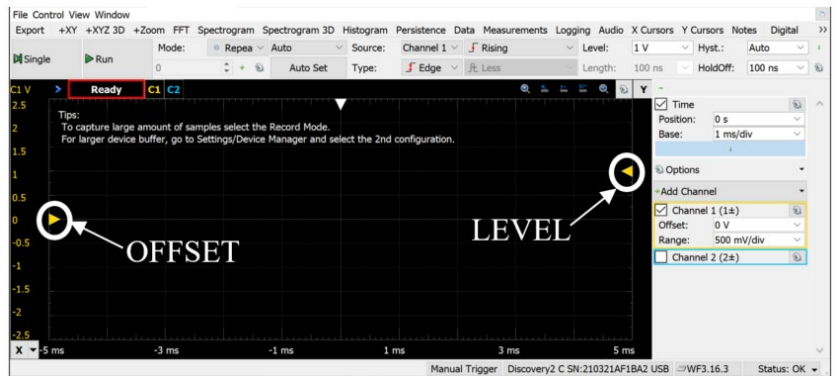 File Control View Window
Export +XY +XYZ 3D +Zoom FFT Spectrogram Spectrogram 3D Histogram Persistence Data Measurements Logging Audio X Cursors Y Cursors Notes Digital >>
Single Run Mode: Repea Auto Source: Channel 1 Rising Level: 1 V Hyst.: Auto
0 Auto Set Type: Edge Less Length: 100 ns HoldOff: 100 ns
C1 V > Ready C1 C2 Y
2.5
Tips:
To capture large amount of samples select the Record Mode.
For larger device buffer, go to Settings/Device Manager and select the 2nd configuration.
2
1.5
1
0.5
0
-0.5
-1
-1.5
-2
-2.5
OFFSET
LEVEL
X -5 ms -3 ms -1 ms 1 ms 3 ms 5 ms
Time
Position: 0 s
Base: 1 ms/div
Options
+Add Channel
Channel 1 (1±)
Offset: 0 V
Range: 500 mV/div
Channel 2 (2±)
Manual Trigger Discovery2 C SN:210321AF1BA2 USB WF3.16.3 Status: OK